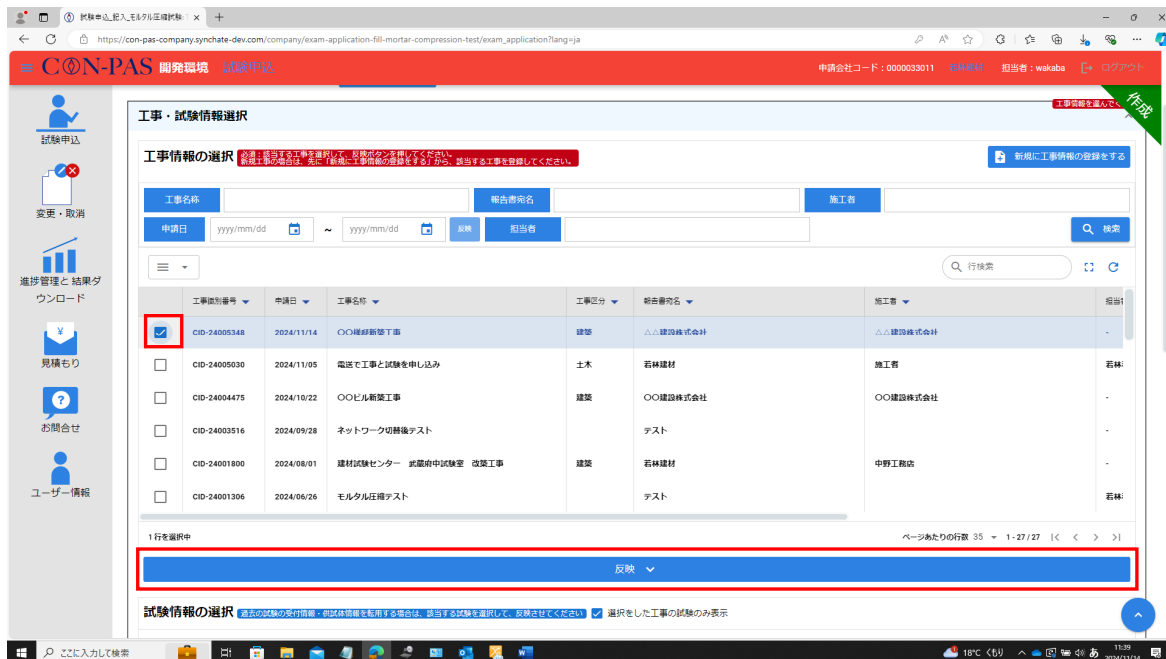 試験申込_記入_モルタル圧縮試験:
https://con-pas-company.synchate-dev.com/company/exam-application-fill-mortar-compression-test/exam_application?lang=ja
CON-PAS 開発環境 試験申込
申請会社コード：0000033011 担当者：wakaba ログアウト
工事情報を選んでく
作成
試験申込
変更・取消
進捗管理と 結果ダ
ウンロード
見積もり
お問合せ
ユーザー情報
工事・試験情報選択
工事情報の選択
必須：該当する工事を選択して、反映ボタンを押してください。
新規工事の場合は、先に「新規に工事情報の登録をする」から、該当する工事を登録してください。
新規に工事情報の登録をする
工事名称 報告書宛名 施工者
申請日 yyyy/mm/dd ~ yyyy/mm/dd 反映 担当者 検索
行検索
工事識別番号 申請日 工事名称 工事区分 報告書宛名 施工者 担当者
CID-24005348 2024/11/14 〇〇様邸新築工事 建築 △△建設株式会社 △△建設株式会社 -
CID-24005030 2024/11/05 電送で工事と試験を申し込み 土木 若林建材 施工者 若林
CID-24004475 2024/10/22 〇〇ビル新築工事 建築 〇〇建設株式会社 〇〇建設株式会社 -
CID-24003516 2024/09/28 ネットワーク切替後テスト テスト -
CID-24001800 2024/08/01 建材試験センター 武蔵府中試験室 改築工事 建築 若林建材 中野工務店 -
CID-24001306 2024/06/26 モルタル圧縮テスト テスト 若林
1 行を選択中
ページあたりの行数 35 1 - 27 / 27
反映
試験情報の選択 過去の試験の受付情報・供試体情報を転用する場合は、該当する試験を選択して、反映させてください 選択をした工事の試験のみ表示
ここに入力して検索
18°C くもり あ 11:39
2024/11/14